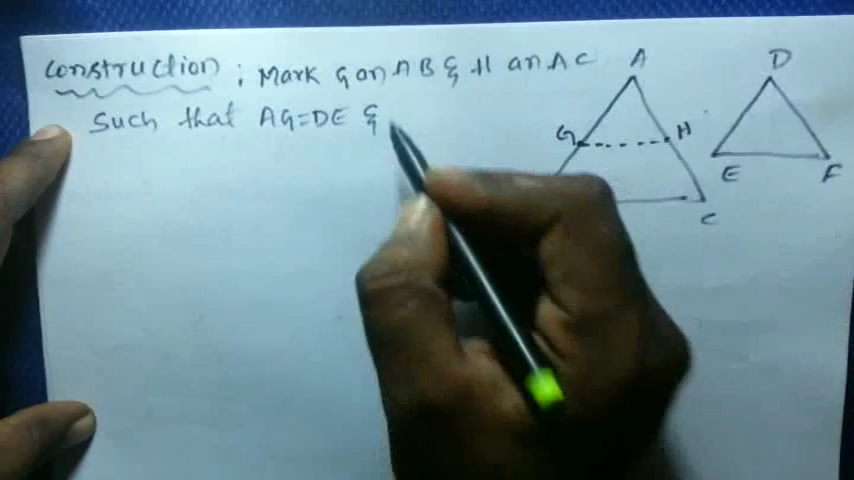 Construction : Mark G on AB & H on AC
Such that AG=DE &
A
D
G
H
E
F
C